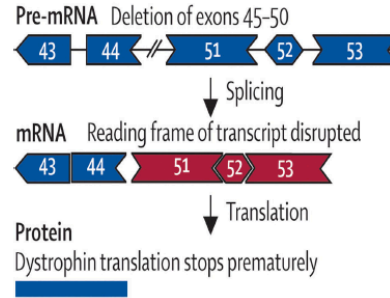 Pre-mRNA Deletion of exons 45–50
43 44 51 52 53
Splicing
mRNA Reading frame of transcript disrupted
43 44 51 52 53
Translation
Protein
Dystrophin translation stops prematurely